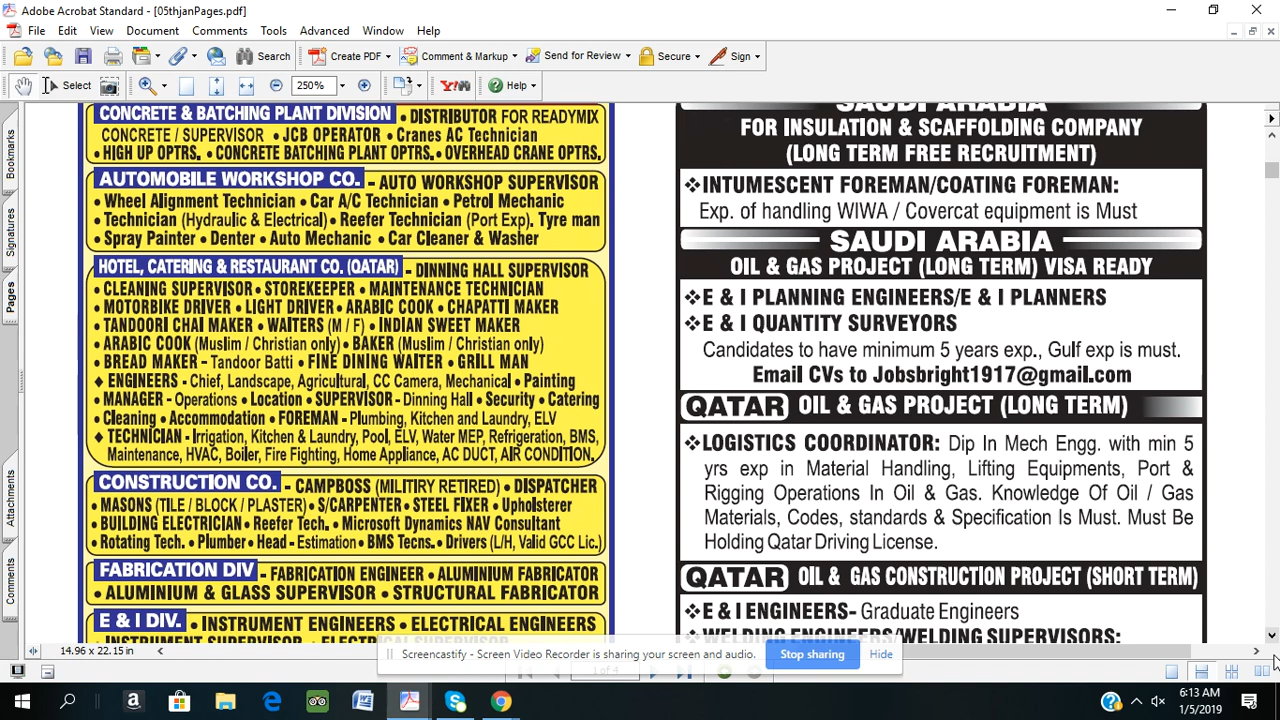 Adobe Acrobat Standard - [05thjanPages.pdf]
File Edit View Document Comments Tools Advanced Window Help
Search Create PDF Comment & Markup Send for Review Secure Sign
Select 250% Y! Help
Bookmarks
Signatures
Pages
Attachments
Comments
CONCRETE & BATCHING PLANT DIVISION • DISTRIBUTOR FOR READYMIX
CONCRETE / SUPERVISOR • JCB OPERATOR • Cranes AC Technician
• HIGH UP OPTRS. • CONCRETE BATCHING PLANT OPTRS. • OVERHEAD CRANE OPTRS.
AUTOMOBILE WORKSHOP CO. - AUTO WORKSHOP SUPERVISOR
• Wheel Alignment Technician • Car A/C Technician • Petrol Mechanic
• Technician (Hydraulic & Electrical) • Reefer Technician (Port Exp). Tyre man
• Spray Painter • Denter • Auto Mechanic • Car Cleaner & Washer
HOTEL, CATERING & RESTAURANT CO. (QATAR) - DINNING HALL SUPERVISOR
• CLEANING SUPERVISOR • STOREKEEPER • MAINTENANCE TECHNICIAN
• MOTORBIKE DRIVER • LIGHT DRIVER • ARABIC COOK • CHAPATTI MAKER
• TANDOORI CHAI MAKER • WAITERS (M / F) • INDIAN SWEET MAKER
• ARABIC COOK (Muslim / Christian only) • BAKER (Muslim / Christian only)
• BREAD MAKER - Tandoor Batti • FINE DINING WAITER • GRILL MAN
♦ ENGINEERS - Chief, Landscape, Agricultural, CC Camera, Mechanical • Painting
• MANAGER - Operations • Location • SUPERVISOR - Dinning Hall • Security • Catering
• Cleaning • Accommodation • FOREMAN - Plumbing, Kitchen and Laundry, ELV
♦ TECHNICIAN - Irrigation, Kitchen & Laundry, Pool, ELV, Water MEP, Refrigeration, BMS,
Maintenance, HVAC, Boiler, Fire Fighting, Home Appliance, AC DUCT, AIR CONDITION.
CONSTRUCTION CO. - CAMPBOSS (MILITIRY RETIRED) • DISPATCHER
• MASONS (TILE / BLOCK / PLASTER) • S/CARPENTER • STEEL FIXER • Upholsterer
• BUILDING ELECTRICIAN • Reefer Tech. • Microsoft Dynamics NAV Consultant
• Rotating Tech. • Plumber • Head - Estimation • BMS Tecns. • Drivers (L/H, Valid GCC Lic.)
FABRICATION DIV - FABRICATION ENGINEER • ALUMINIUM FABRICATOR
• ALUMINIUM & GLASS SUPERVISOR • STRUCTURAL FABRICATOR
E & I DIV. • INSTRUMENT ENGINEERS • ELECTRICAL ENGINEERS
INSTRUMENT SUPERVISOR • ELECTRICAL SUPERVISOR
SAUDI ARABIA
FOR INSULATION & SCAFFOLDING COMPANY
(LONG TERM FREE RECRUITMENT)
❖INTUMESCENT FOREMAN/COATING FOREMAN:
Exp. of handling WIWA / Covercat equipment is Must
SAUDI ARABIA
OIL & GAS PROJECT (LONG TERM) VISA READY
❖E & I PLANNING ENGINEERS/E & I PLANNERS
❖E & I QUANTITY SURVEYORS
Candidates to have minimum 5 years exp., Gulf exp is must.
Email CVs to Jobsbright1917@gmail.com
QATAR OIL & GAS PROJECT (LONG TERM)
❖LOGISTICS COORDINATOR: Dip In Mech Engg. with min 5
yrs exp in Material Handling, Lifting Equipments, Port &
Rigging Operations In Oil & Gas. Knowledge Of Oil / Gas
Materials, Codes, standards & Specification Is Must. Must Be
Holding Qatar Driving License.
QATAR OIL & GAS CONSTRUCTION PROJECT (SHORT TERM)
❖E & I ENGINEERS- Graduate Engineers
❖WELDING ENGINEERS/WELDING SUPERVISORS:
14.96 x 22.15 in
Screencastify - Screen Video Recorder is sharing your screen and audio. Stop sharing Hide
1 of 4
6:13 AM
1/5/2019